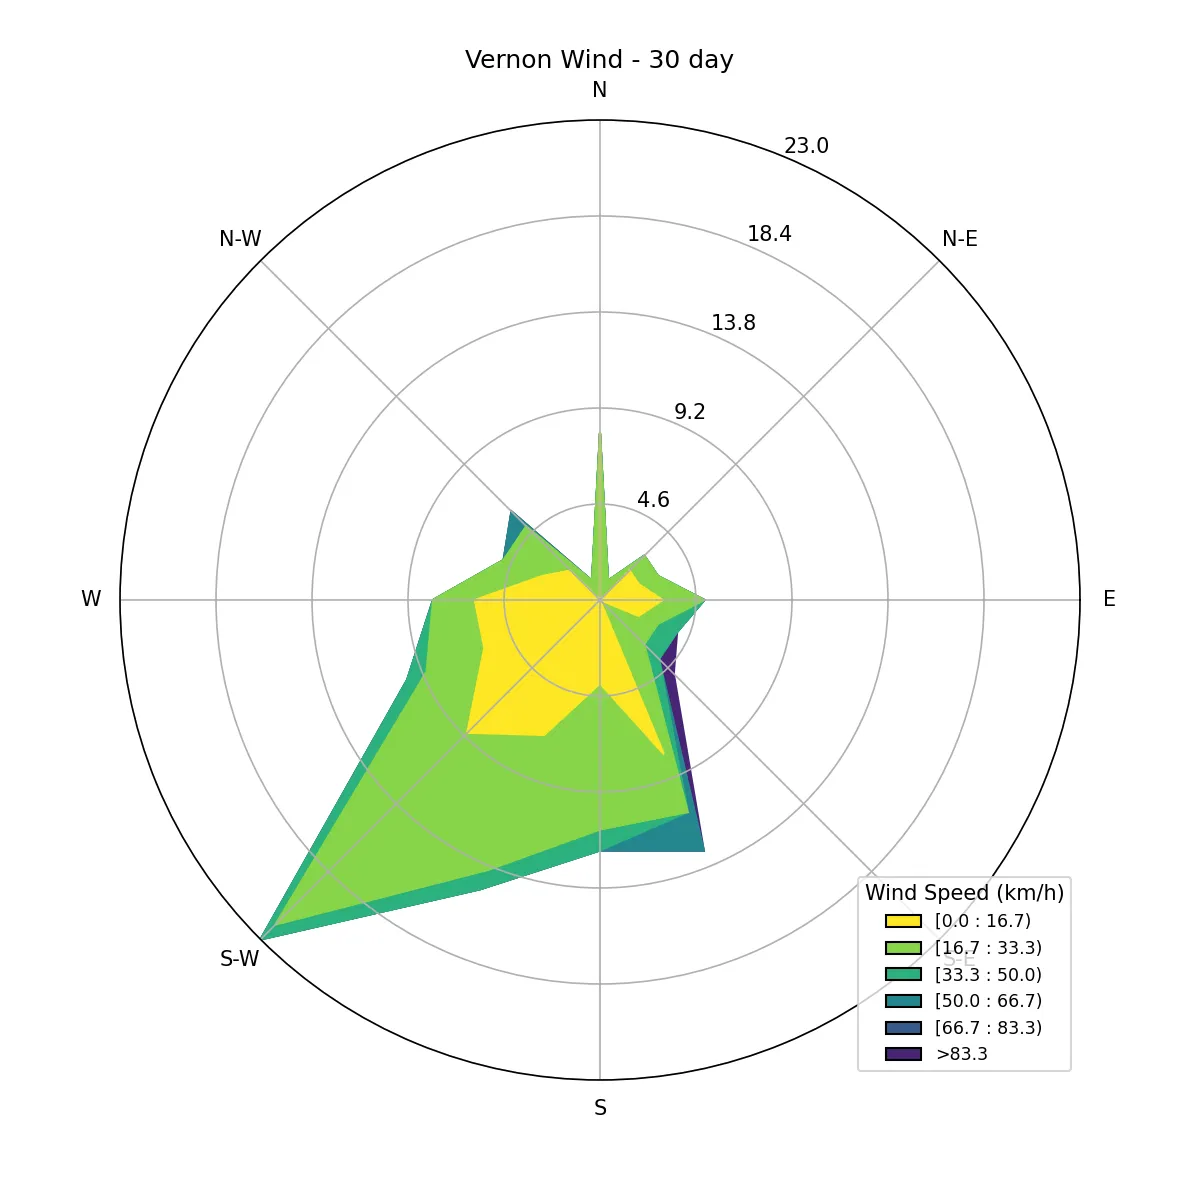 Vernon Wind - 30 day
N
23.0
N-W
18.4
N-E
13.8
9.2
4.6
W
E
S-W
S-E
S
Wind Speed (km/h)
[0.0 : 16.7)
[16.7 : 33.3)
[33.3 : 50.0)
[50.0 : 66.7)
[66.7 : 83.3)
>83.3